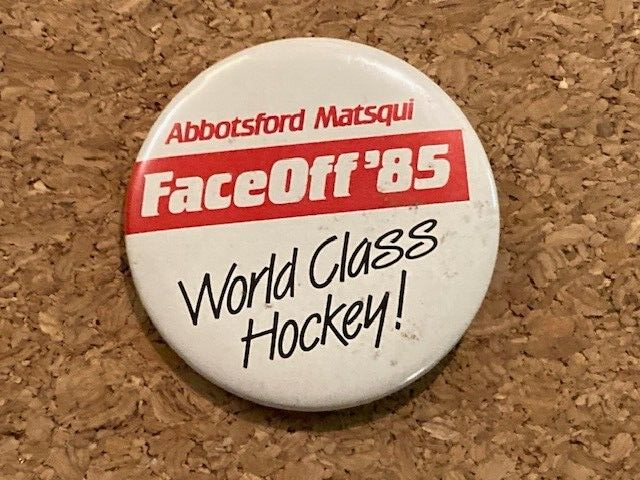 Abbotsford Matsqui
FaceOff '85
World Class
Hockey!